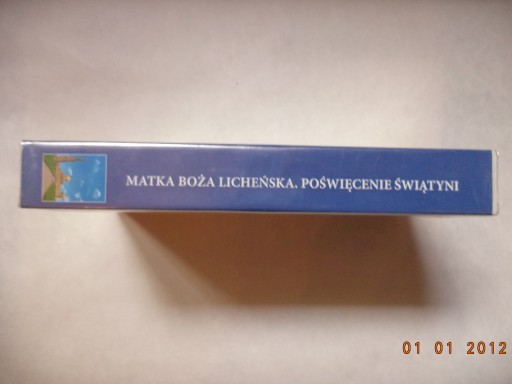 MATKA BOŻA LICHEŃSKA. POŚWIĘCENIE ŚWIĄTYNI
01 01 2012